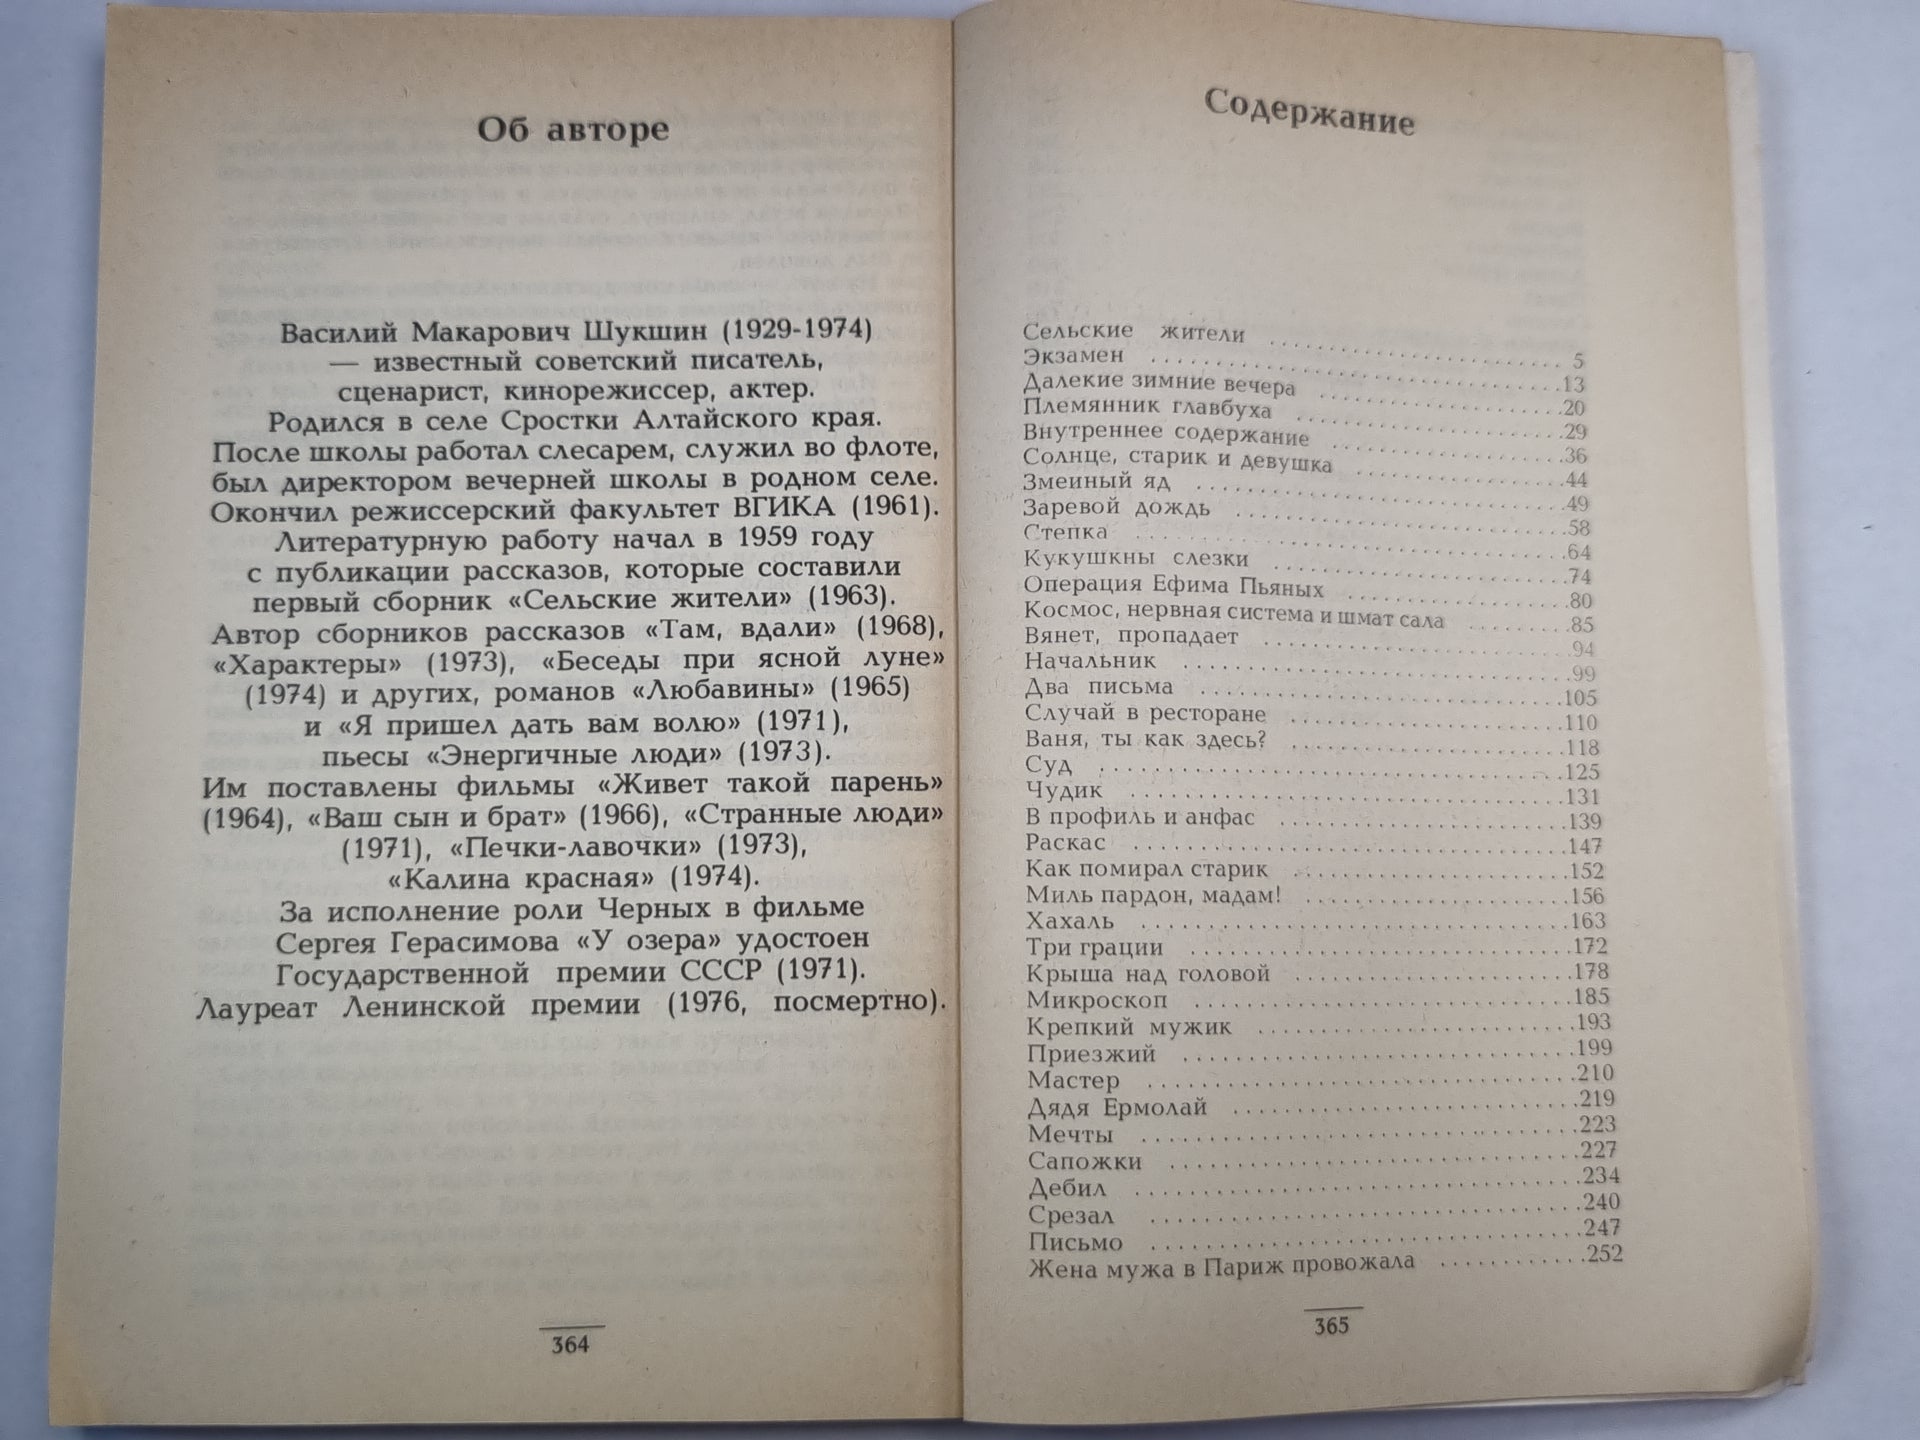 Об авторе
Василий Макарович Шукшин (1929-1974)
— известный советский писатель,
сценарист, кинорежиссер, актер.
Родился в селе Сростки Алтайского края.
После школы работал слесарем, служил во флоте,
был директором вечерней школы в родном селе.
Окончил режиссерский факультет ВГИКА (1961).
Литературную работу начал в 1959 году
с публикации рассказов, которые составили
первый сборник «Сельские жители» (1963).
Автор сборников рассказов «Там, вдали» (1968),
«Характеры» (1973), «Беседы при ясной луне»
(1974) и других, романов «Любавины» (1965)
и «Я пришел дать вам волю» (1971),
пьесы «Энергичные люди» (1973).
Им поставлены фильмы «Живет такой парень»
(1964), «Ваш сын и брат» (1966), «Странные люди»
(1971), «Печки-лавочки» (1973),
«Калина красная» (1974).
За исполнение роли Черных в фильме
Сергея Герасимова «У озера» удостоен
Государственной премии СССР (1971).
Лауреат Ленинской премии (1976, посмертно).
364
Содержание
Сельские жители 5
Экзамен 13
Далекие зимние вечера 20
Племянник главбуха 29
Внутреннее содержание 36
Солнце, старик и девушка 44
Змеиный яд 49
Заревой дождь 58
Степка 64
Кукушкны слезки 74
Операция Ефима Пьяных 80
Космос, нервная система и шмат сала 85
Вянет, пропадает 94
Начальник 99
Два письма 105
Случай в ресторане 110
Ваня, ты как здесь? 118
Суд 125
Чудик 131
В профиль и анфас 139
Раскас 147
Как помирал старик 152
Миль пардон, мадам! 156
Хахаль 163
Три грации 172
Крыша над головой 178
Микроскоп 185
Крепкий мужик 193
Приезжий 199
Мастер 210
Дядя Ермолай 219
Мечты 223
Сапожки 227
Дебил 234
Срезал 240
Письмо 247
Жена мужа в Париж провожала 252
365